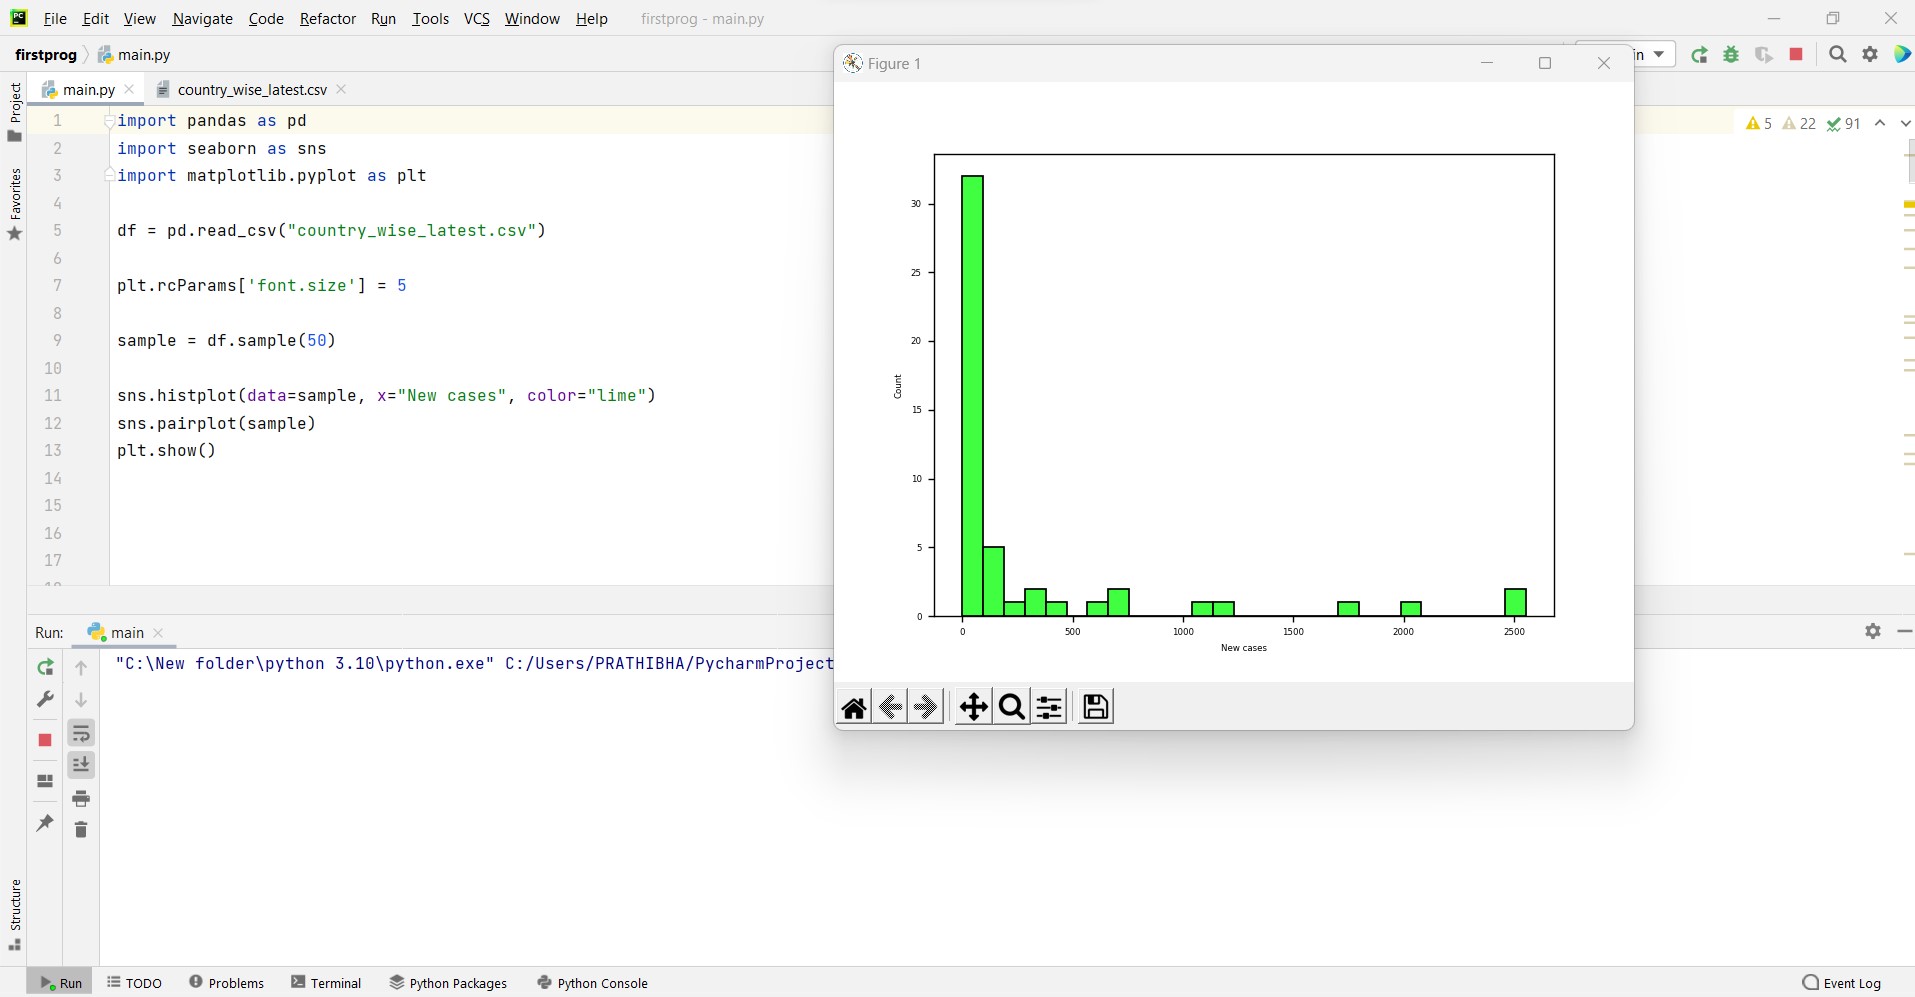 PC File Edit View Navigate Code Refactor Run Tools VCS Window Help firstprog - main.py
firstprog main.py
main.py country_wise_latest.csv
1 import pandas as pd
2 import seaborn as sns
3 import matplotlib.pyplot as plt
4
5 df = pd.read_csv("country_wise_latest.csv")
6
7 plt.rcParams['font.size'] = 5
8
9 sample = df.sample(50)
10
11 sns.histplot(data=sample, x="New cases", color="lime")
12 sns.pairplot(sample)
13 plt.show()
14
15
16
17
Project
Favorites
Structure
5 22 91
Figure 1
30
25
20
15
10
5
0
Count
0 500 1000 1500 2000 2500
New cases
Run: main
"C:\New folder\python 3.10\python.exe" C:/Users/PRATHIBHA/PycharmProject
Run TODO Problems Terminal Python Packages Python Console Event Log